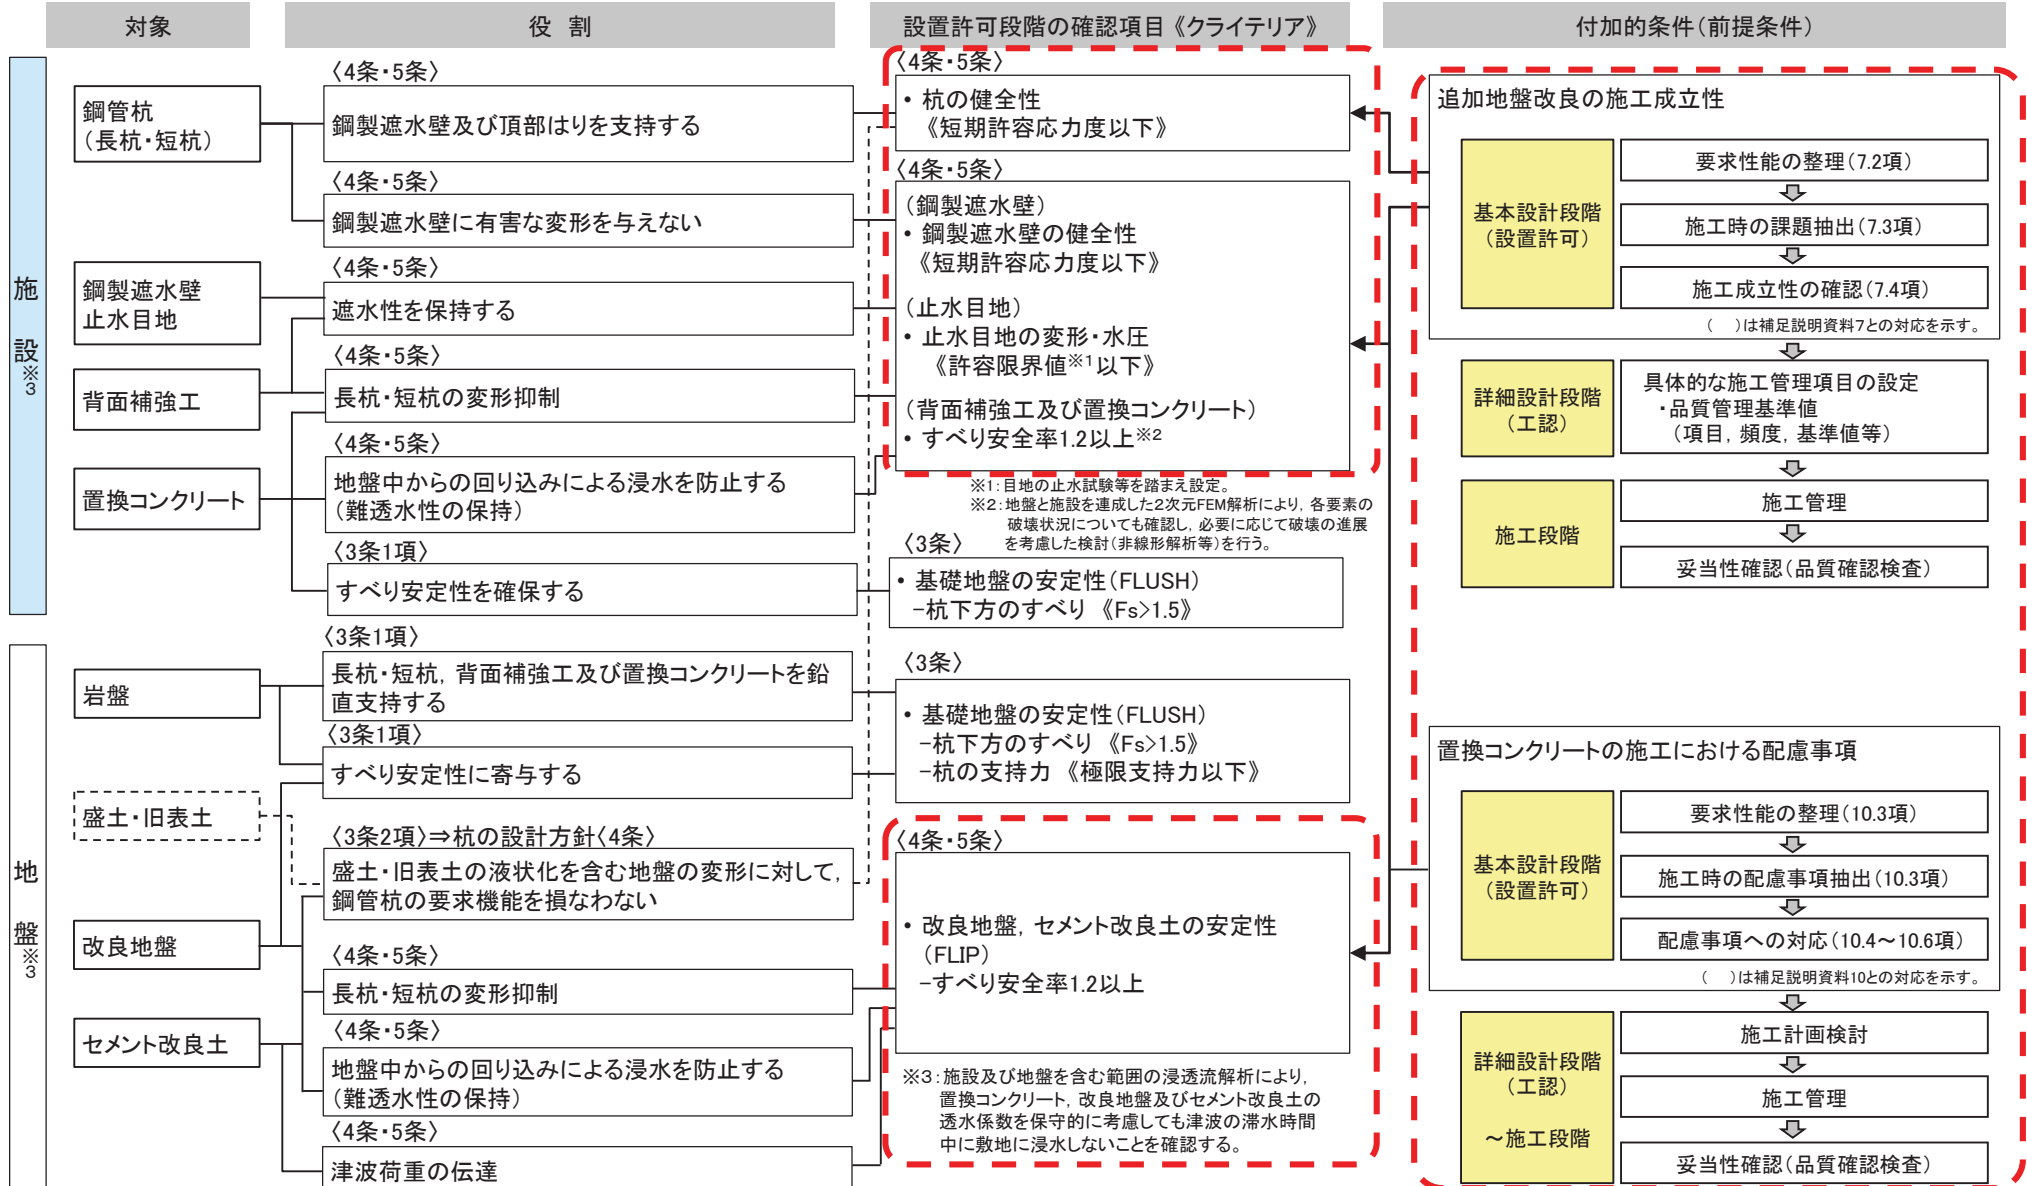 対象
役 割
設置許可段階の確認項目《クライテリア》
付加的条件(前提条件)
施 設※3
鋼管杭
(長杭・短杭)
鋼製遮水壁
止水目地
背面補強工
置換コンクリート
〈4条・5条〉
鋼製遮水壁及び頂部はりを支持する
〈4条・5条〉
鋼製遮水壁に有害な変形を与えない
〈4条・5条〉
遮水性を保持する
〈4条・5条〉
長杭・短杭の変形抑制
〈4条・5条〉
地盤中からの回り込みによる浸水を防止する
(難透水性の保持)
〈3条1項〉
すべり安定性を確保する
〈4条・5条〉
・ 杭の健全性
《短期許容応力度以下》
〈4条・5条〉
(鋼製遮水壁)
・ 鋼製遮水壁の健全性
《短期許容応力度以下》
(止水目地)
・ 止水目地の変形・水圧
《許容限界値※1以下》
(背面補強工及び置換コンクリート)
・ すべり安全率1.2以上※2
※1:目地の止水試験等を踏まえ設定。
※2:地盤と施設を連成した2次元FEM解析により, 各要素の
破壊状況についても確認し, 必要に応じて破壊の進展
を考慮した検討(非線形解析等)を行う。
〈3条〉
・ 基礎地盤の安定性(FLUSH)
-杭下方のすべり 《Fs>1.5》
地 盤※3
岩盤
盛土・旧表土
改良地盤
セメント改良土
〈3条1項〉
長杭・短杭, 背面補強工及び置換コンクリートを鉛
直支持する
〈3条1項〉
すべり安定性に寄与する
〈3条2項〉⇒杭の設計方針〈4条〉
盛土・旧表土の液状化を含む地盤の変形に対して,
鋼管杭の要求機能を損なわない
〈4条・5条〉
長杭・短杭の変形抑制
〈4条・5条〉
地盤中からの回り込みによる浸水を防止する
(難透水性の保持)
〈4条・5条〉
津波荷重の伝達
〈3条〉
・ 基礎地盤の安定性(FLUSH)
-杭下方のすべり 《Fs>1.5》
-杭の支持力 《極限支持力以下》
〈4条・5条〉
・ 改良地盤, セメント改良土の安定性
(FLIP)
-すべり安全率1.2以上
※3:施設及び地盤を含む範囲の浸透流解析により,
置換コンクリート, 改良地盤及びセメント改良土の
透水係数を保守的に考慮しても津波の滞水時間
中に敷地に浸水しないことを確認する。
追加地盤改良の施工成立性
基本設計段階
(設置許可)
要求性能の整理(7.2項)
施工時の課題抽出(7.3項)
施工成立性の確認(7.4項)
( )は補足説明資料7との対応を示す。
詳細設計段階
(工認)
具体的な施工管理項目の設定
・品質管理基準値
(項目, 頻度, 基準値等)
施工段階
施工管理
妥当性確認(品質確認検査)
置換コンクリートの施工における配慮事項
基本設計段階
(設置許可)
要求性能の整理(10.3項)
施工時の配慮事項抽出(10.3項)
配慮事項への対応(10.4～10.6項)
( )は補足説明資料10との対応を示す。
詳細設計段階
(工認)
～施工段階
施工計画検討
施工管理
妥当性確認(品質確認検査)